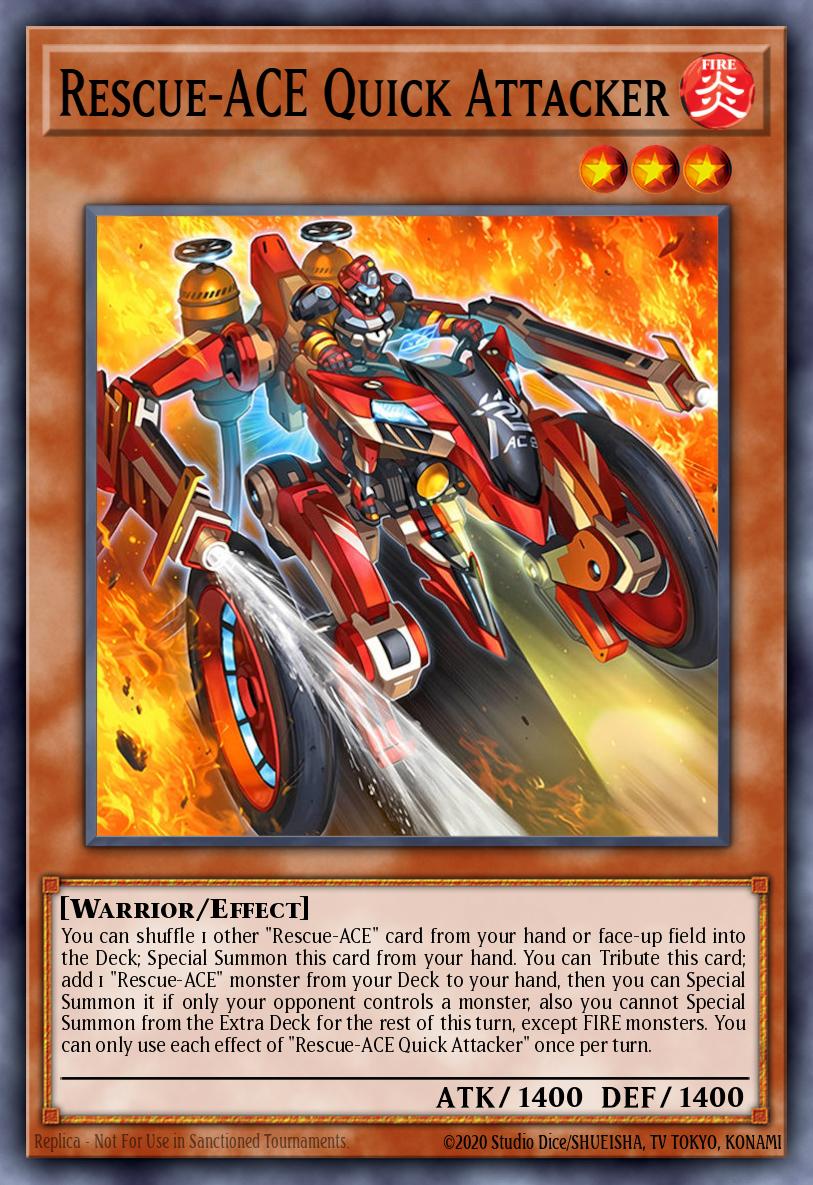 Rescue-ACE Quick Attacker
FIRE
炎
R
ACE
[Warrior/Effect]
You can shuffle 1 other "Rescue-ACE" card from your hand or face-up field into
the Deck; Special Summon this card from your hand. You can Tribute this card;
add 1 "Rescue-ACE" monster from your Deck to your hand, then you can Special
Summon it if only your opponent controls a monster, also you cannot Special
Summon from the Extra Deck for the rest of this turn, except FIRE monsters. You
can only use each effect of "Rescue-ACE Quick Attacker" once per turn.
ATK/1400 DEF/1400
Replica - Not For Use in Sanctioned Tournaments.
©2020 Studio Dice/SHUEISHA, TV TOKYO, KONAMI